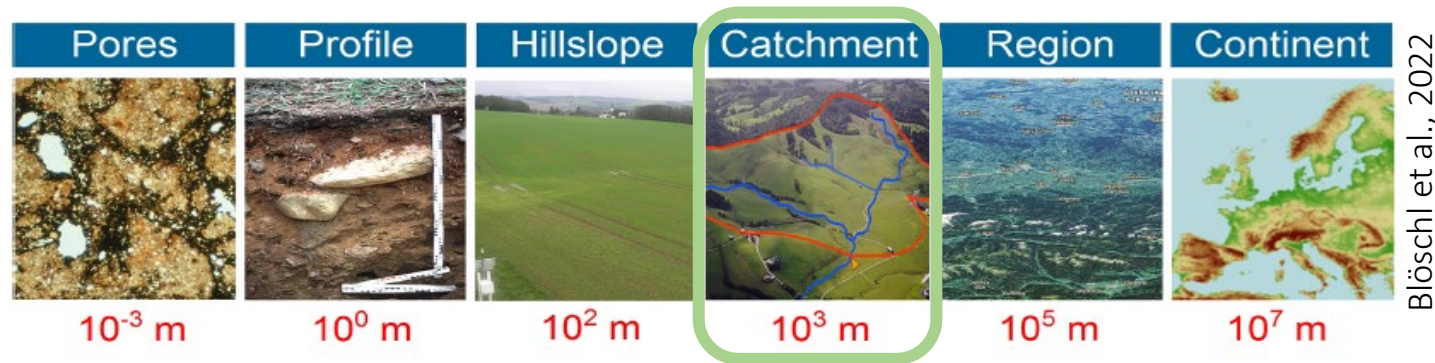 Pores
Profile
Hillslope
Catchment
Region
Continent
10⁻³ m
10⁰ m
10² m
10³ m
10⁵ m
10⁷ m
Blöschl et al., 2022